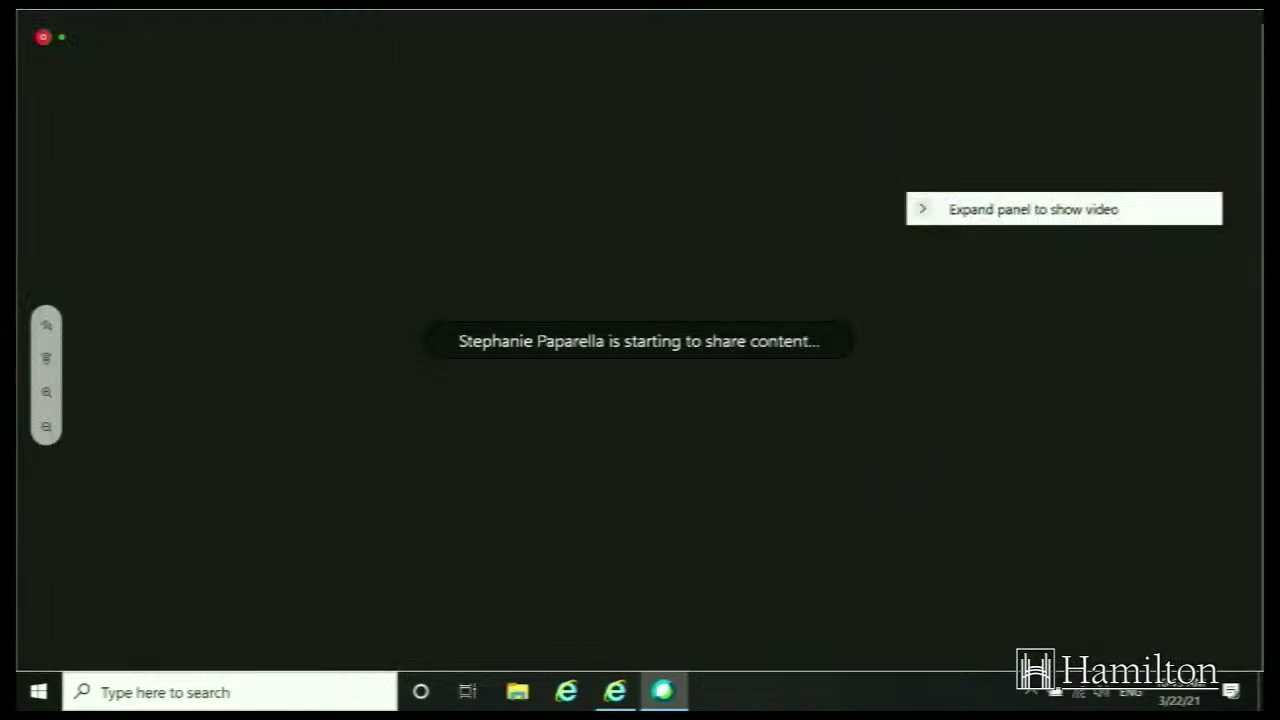 Expand panel to show video
Stephanie Paparella is starting to share content...
Hamilton
Type here to search
ENG
3/22/21